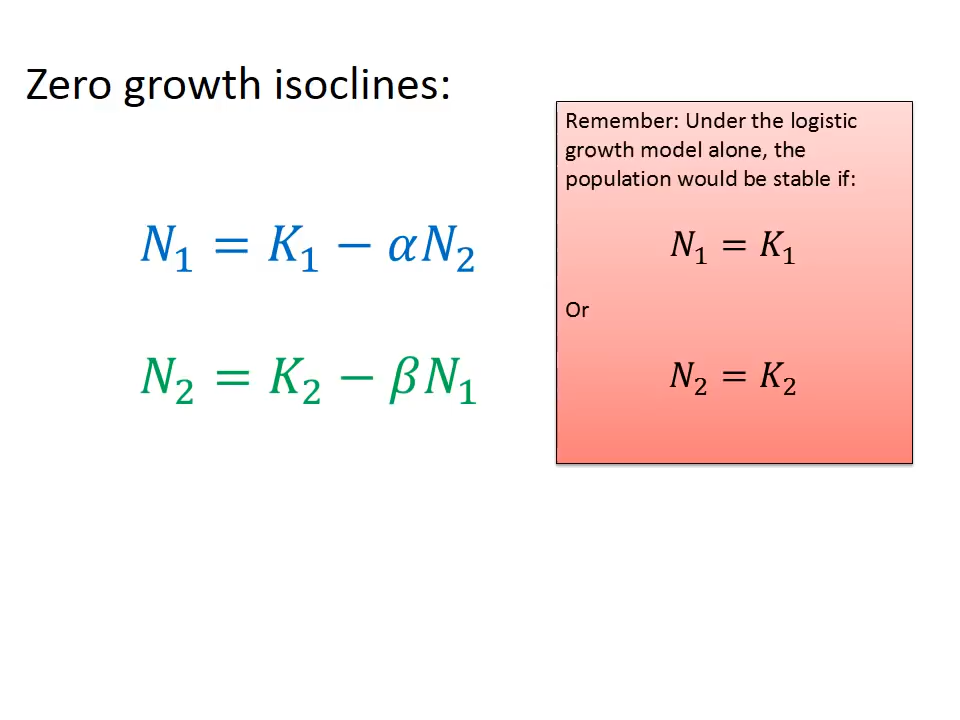 Zero growth isoclines:
N₁ = K₁ − αN₂
N₂ = K₂ − βN₁
Remember: Under the logistic
growth model alone, the
population would be stable if:
N₁ = K₁
Or
N₂ = K₂